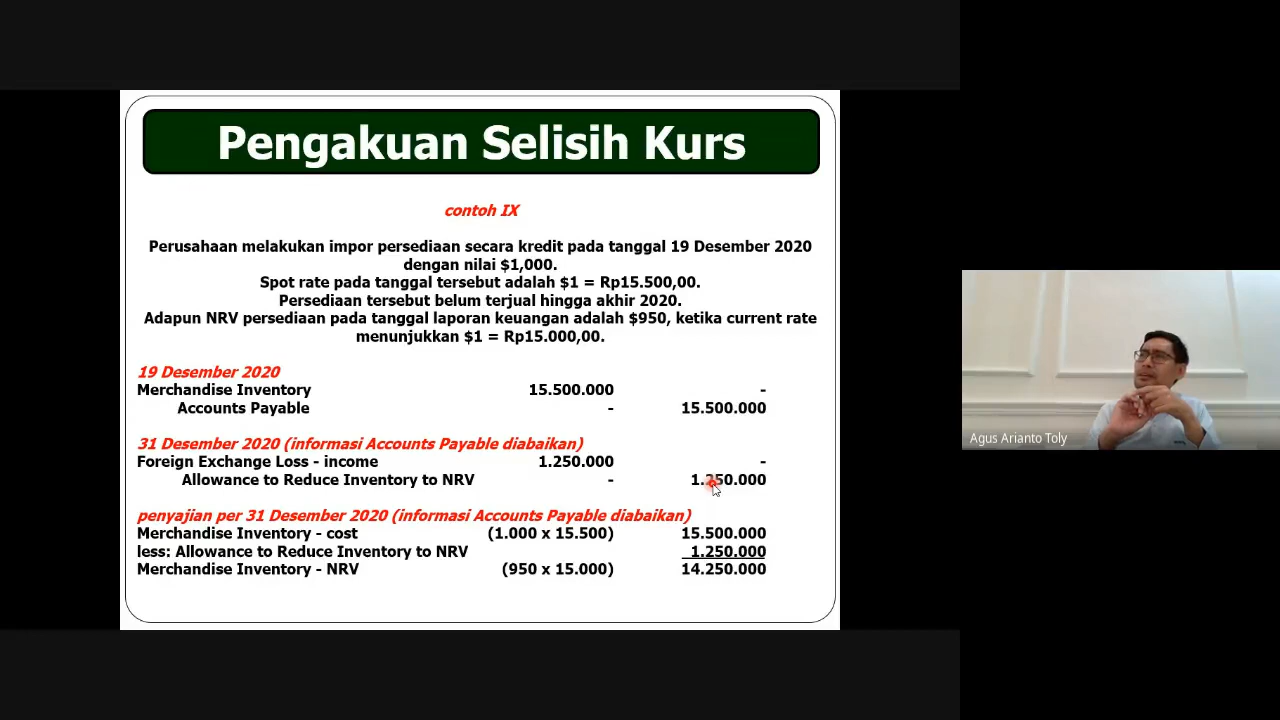 Pengakuan Selisih Kurs
contoh IX
Perusahaan melakukan impor persediaan secara kredit pada tanggal 19 Desember 2020
dengan nilai $1,000.
Spot rate pada tanggal tersebut adalah $1 = Rp15.500,00.
Persediaan tersebut belum terjual hingga akhir 2020.
Adapun NRV persediaan pada tanggal laporan keuangan adalah $950, ketika current rate
menunjukkan $1 = Rp15.000,00.
19 Desember 2020
Merchandise Inventory 15.500.000 -
Accounts Payable - 15.500.000
31 Desember 2020 (informasi Accounts Payable diabaikan)
Foreign Exchange Loss - income 1.250.000 -
Allowance to Reduce Inventory to NRV - 1.250.000
penyajian per 31 Desember 2020 (informasi Accounts Payable diabaikan)
Merchandise Inventory - cost (1.000 x 15.500) 15.500.000
less: Allowance to Reduce Inventory to NRV 1.250.000
Merchandise Inventory - NRV (950 x 15.000) 14.250.000
Agus Arianto Toly